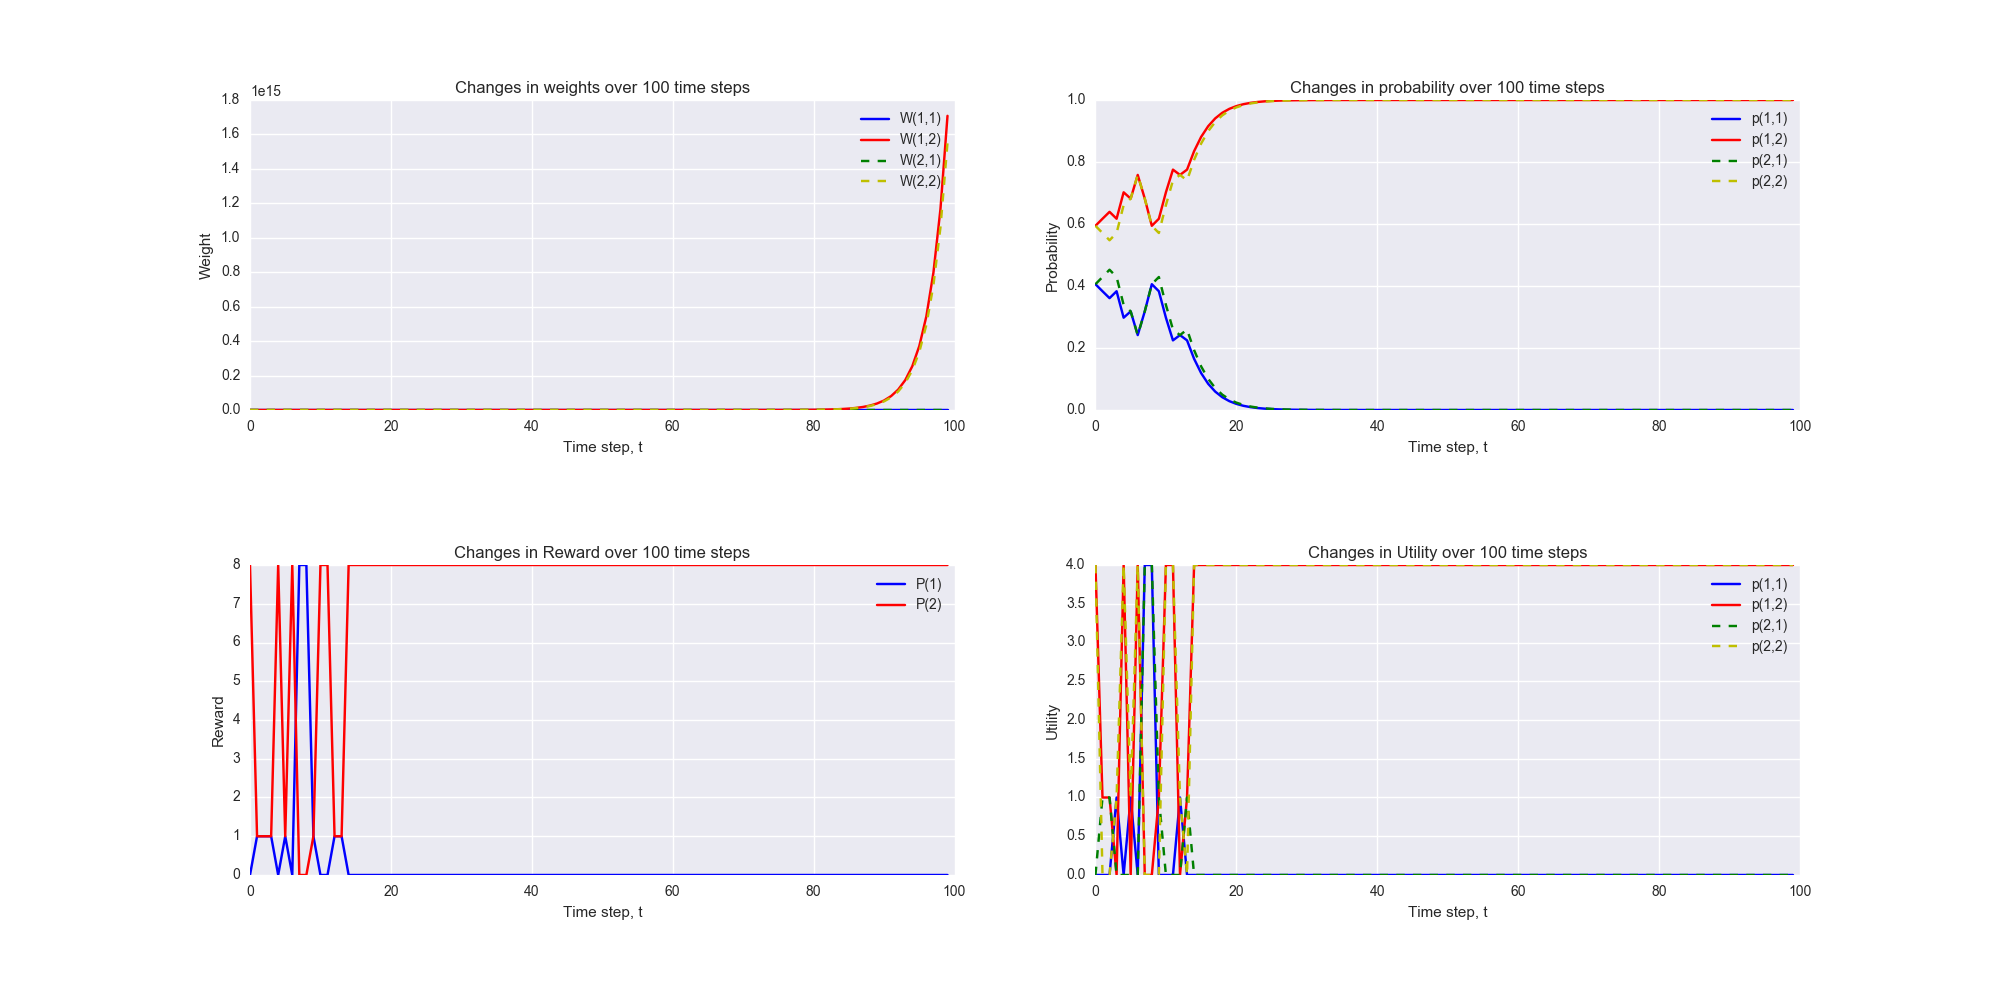 Changes in weights over 100 time steps
1e15
1.8
1.6
1.4
1.2
1.0
0.8
0.6
0.4
0.2
0.0
Weight
W(1,1)
W(1,2)
W(2,1)
W(2,2)
0 20 40 60 80 100
Time step, t
Changes in probability over 100 time steps
1.0
0.8
0.6
0.4
0.2
0.0
Probability
p(1,1)
p(1,2)
p(2,1)
p(2,2)
0 20 40 60 80 100
Time step, t
Changes in Reward over 100 time steps
8
7
6
5
4
3
2
1
0
Reward
P(1)
P(2)
0 20 40 60 80 100
Time step, t
Changes in Utility over 100 time steps
4.0
3.5
3.0
2.5
2.0
1.5
1.0
0.5
0.0
Utility
p(1,1)
p(1,2)
p(2,1)
p(2,2)
0 20 40 60 80 100
Time step, t